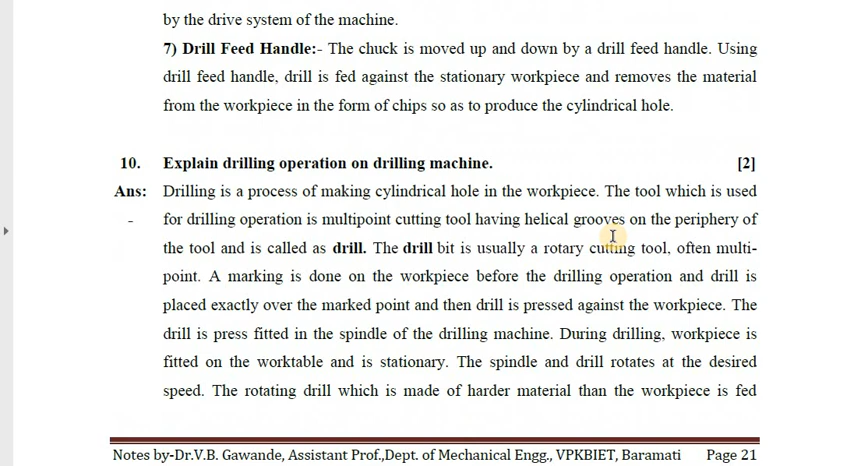 by the drive system of the machine.
7) Drill Feed Handle:- The chuck is moved up and down by a drill feed handle. Using
drill feed handle, drill is fed against the stationary workpiece and removes the material
from the workpiece in the form of chips so as to produce the cylindrical hole.
10. Explain drilling operation on drilling machine. [2]
Ans: Drilling is a process of making cylindrical hole in the workpiece. The tool which is used
- for drilling operation is multipoint cutting tool having helical grooves on the periphery of
the tool and is called as drill. The drill bit is usually a rotary cutting tool, often multi-
point. A marking is done on the workpiece before the drilling operation and drill is
placed exactly over the marked point and then drill is pressed against the workpiece. The
drill is press fitted in the spindle of the drilling machine. During drilling, workpiece is
fitted on the worktable and is stationary. The spindle and drill rotates at the desired
speed. The rotating drill which is made of harder material than the workpiece is fed
Notes by-Dr.V.B. Gawande, Assistant Prof.,Dept. of Mechanical Engg., VPKBIET, Baramati Page 21